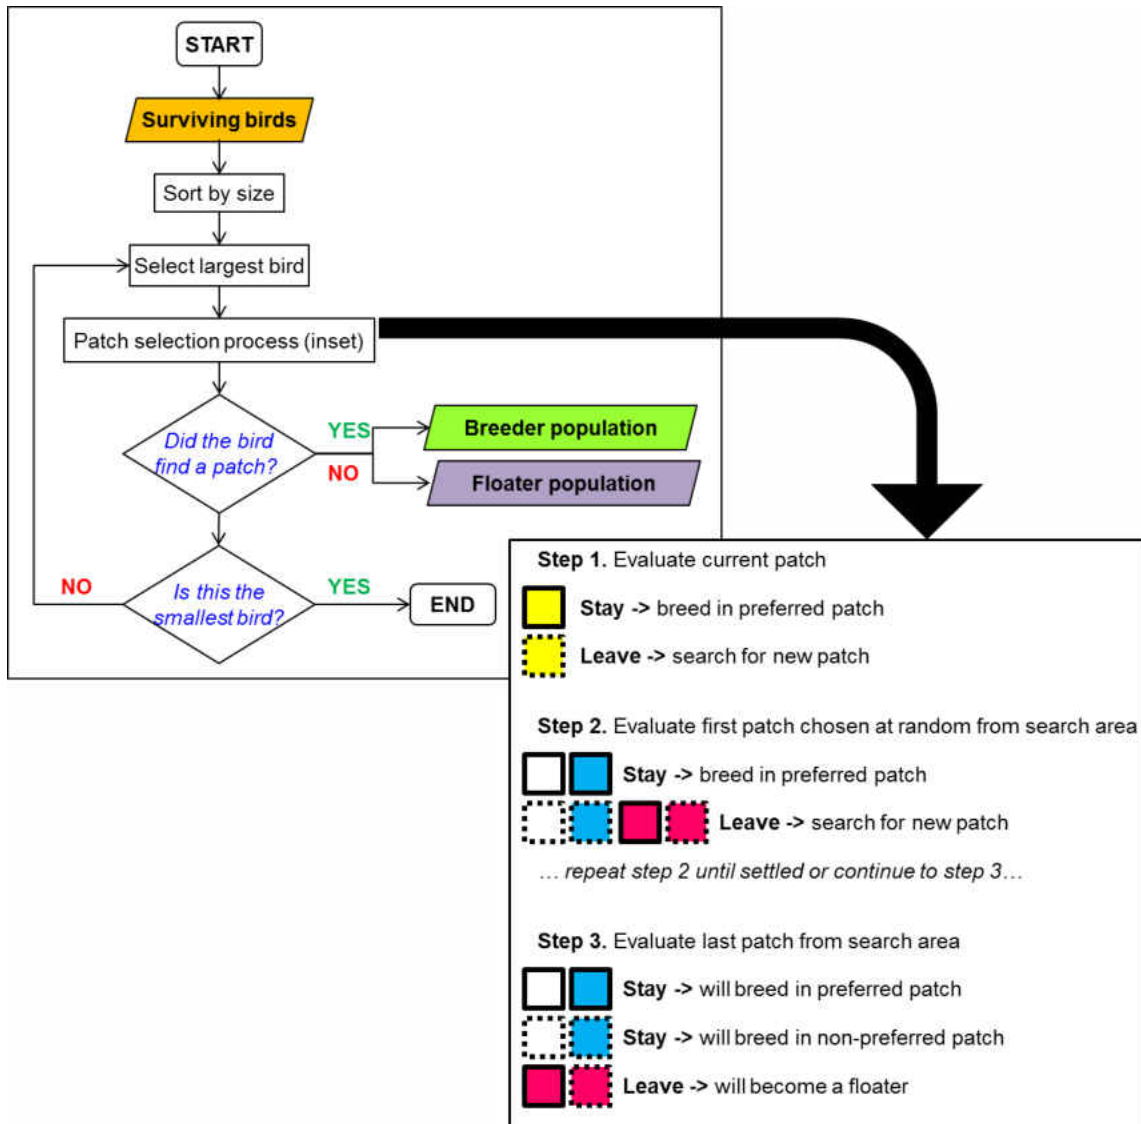 START
Surviving birds
Sort by size
Select largest bird
Patch selection process (inset)
Did the bird
find a patch?
YES
NO
Breeder population
Floater population
Is this the
smallest bird?
NO
YES
END
Step 1. Evaluate current patch
Stay -> breed in preferred patch
Leave -> search for new patch
Step 2. Evaluate first patch chosen at random from search area
Stay -> breed in preferred patch
Leave -> search for new patch
... repeat step 2 until settled or continue to step 3...
Step 3. Evaluate last patch from search area
Stay -> will breed in preferred patch
Stay -> will breed in non-preferred patch
Leave -> will become a floater